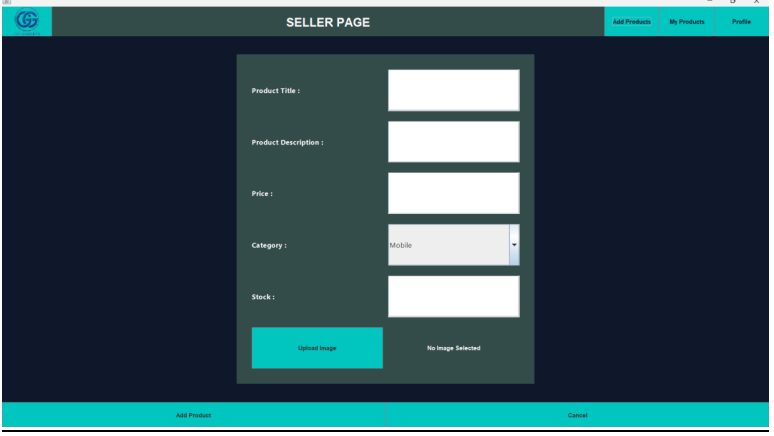 SELLER PAGE
Add Products
My Products
Profile
Product Title :
Product Description :
Price :
Category :
Mobile
Stock :
Upload Image
No Image Selected
Add Product
Cancel